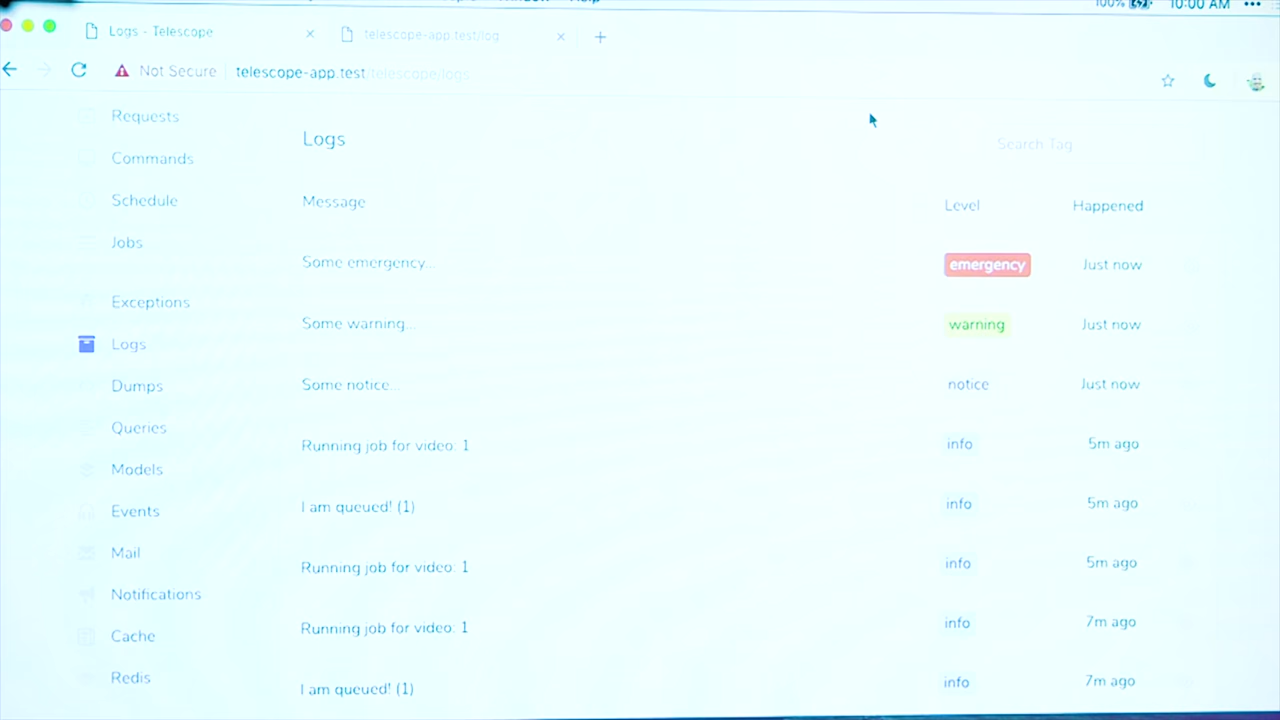 100%
10:00 AM
Logs - Telescope
telescope-app.test/log
Not Secure
telescope-app.test/telescope/logs
Requests
Commands
Schedule
Jobs
Exceptions
Logs
Dumps
Queries
Models
Events
Mail
Notifications
Cache
Redis
Logs
Search Tag
Message Level Happened
Some emergency... emergency Just now
Some warning... warning Just now
Some notice... notice Just now
Running job for video: 1 info 5m ago
I am queued! (1) info 5m ago
Running job for video: 1 info 5m ago
Running job for video: 1 info 7m ago
I am queued! (1) info 7m ago